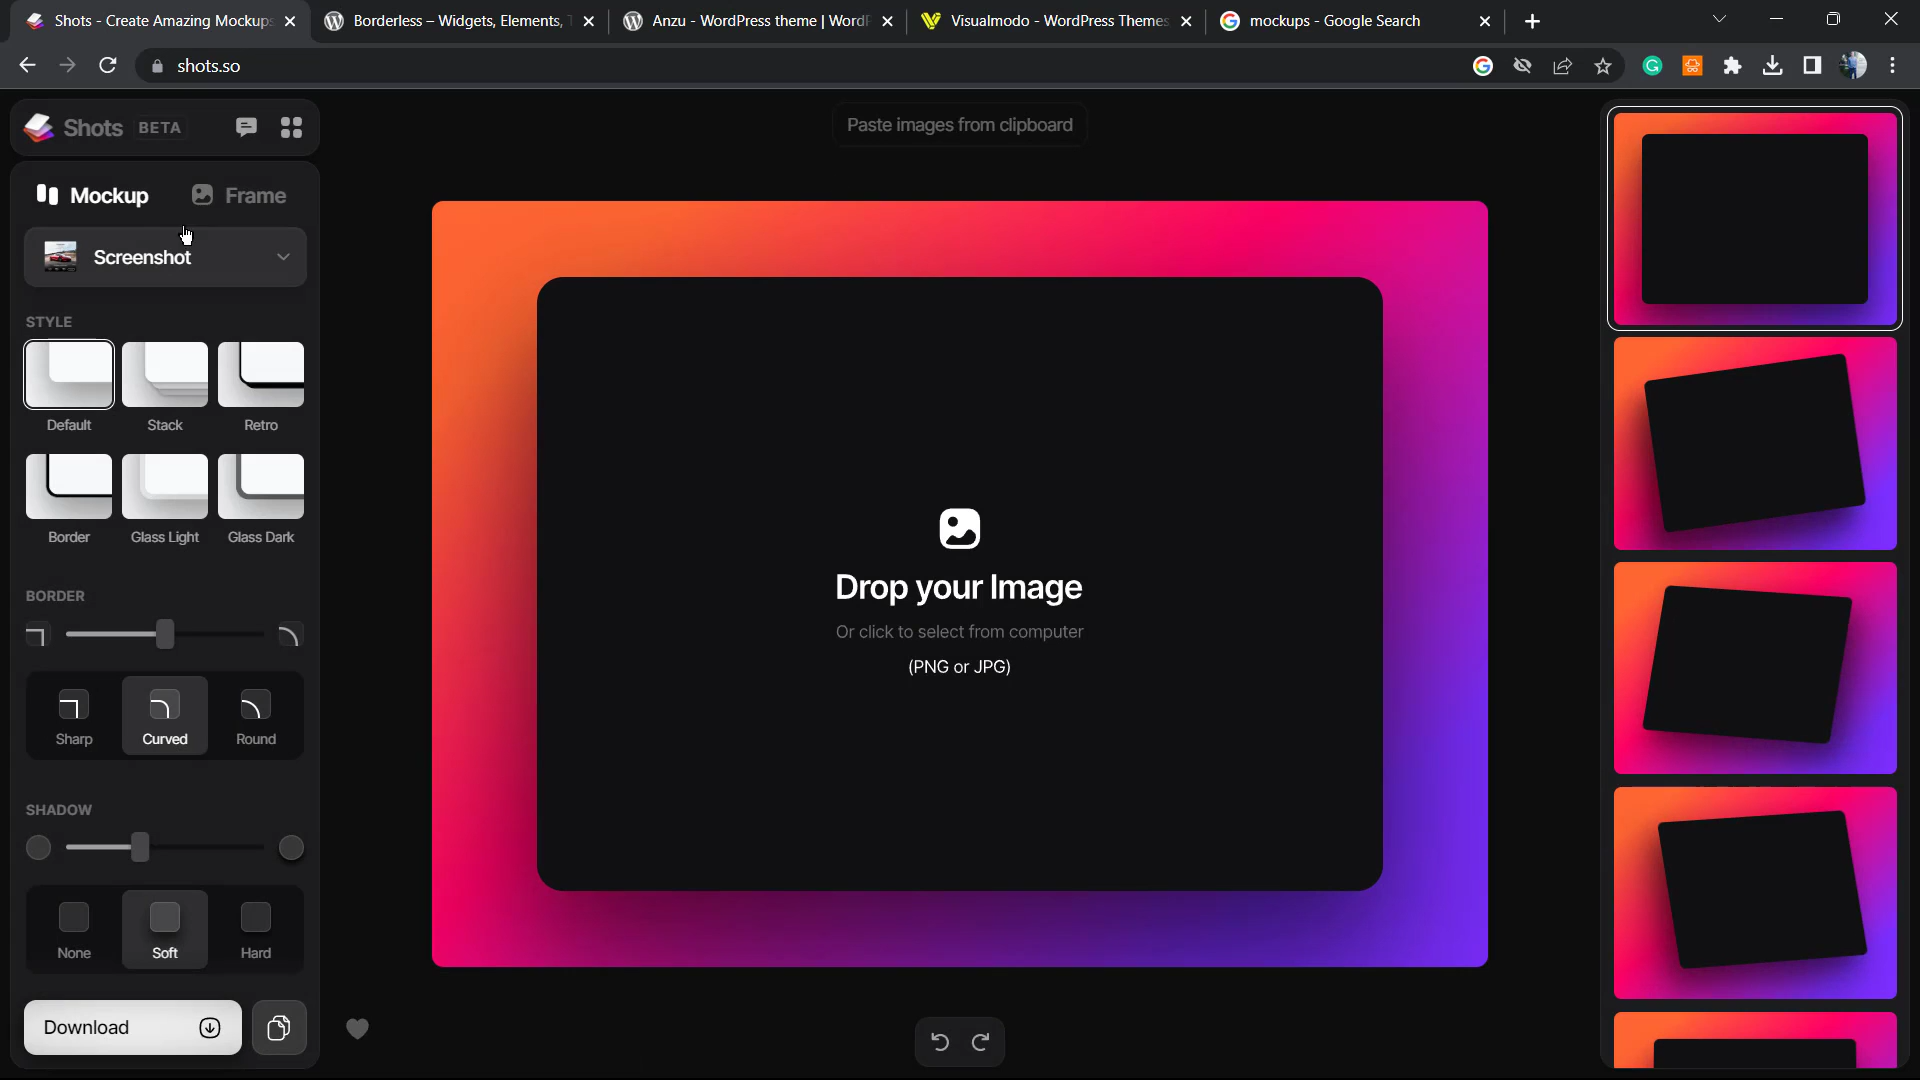 Shots - Create Amazing Mockups
Borderless – Widgets, Elements, T
Anzu - WordPress theme | WordP
Visualmodo - WordPress Themes
mockups - Google Search
shots.so
Shots BETA
Paste images from clipboard
Mockup Frame
Screenshot
STYLE
Default Stack Retro
Border Glass Light Glass Dark
BORDER
Sharp Curved Round
SHADOW
None Soft Hard
Download
Drop your Image
Or click to select from computer
(PNG or JPG)